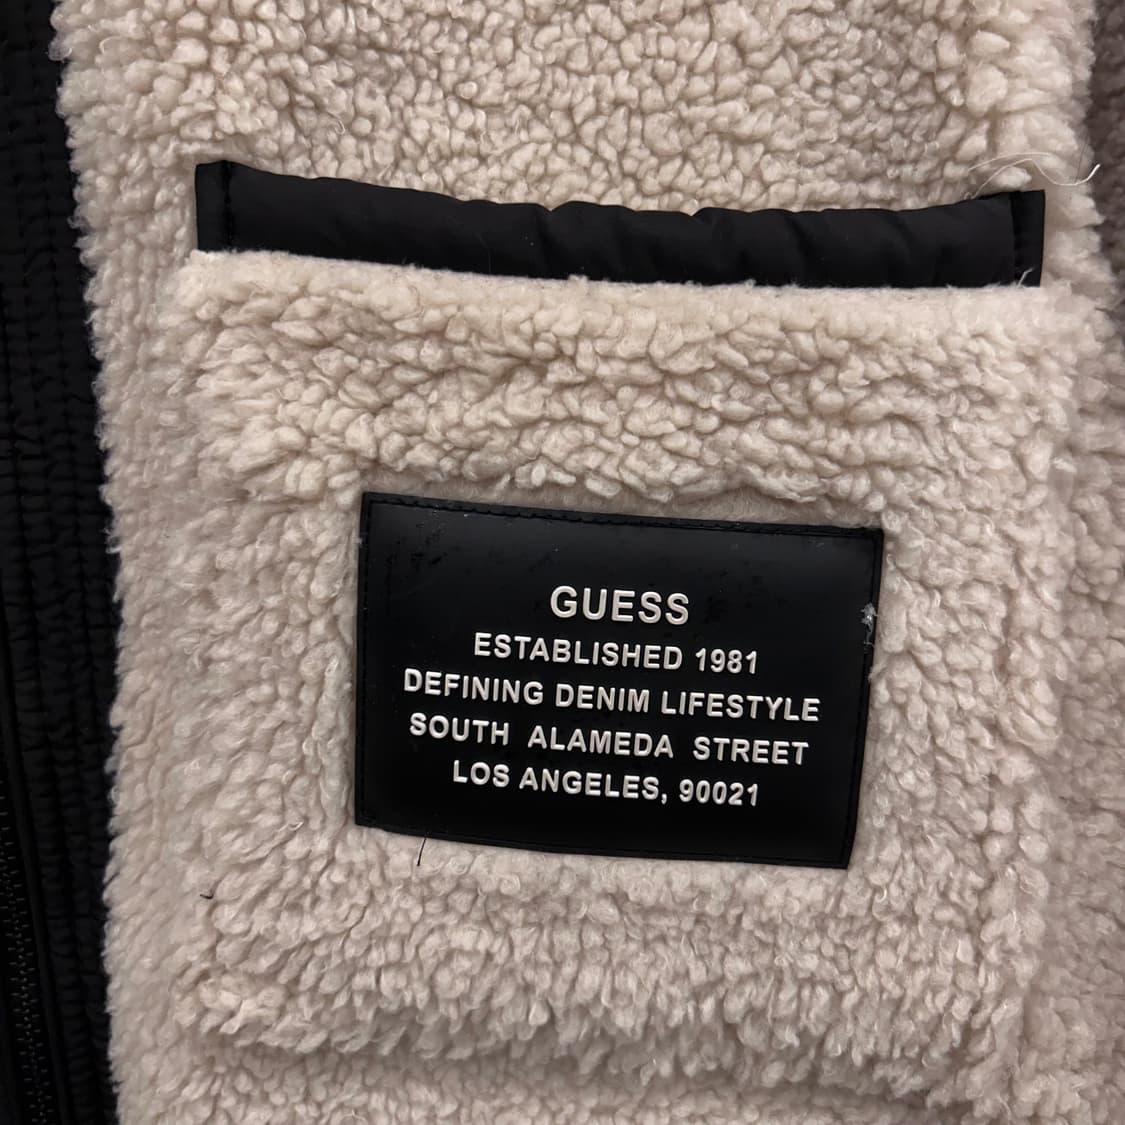 GUESS
ESTABLISHED 1981
DEFINING DENIM LIFESTYLE
SOUTH ALAMEDA STREET
LOS ANGELES, 90021